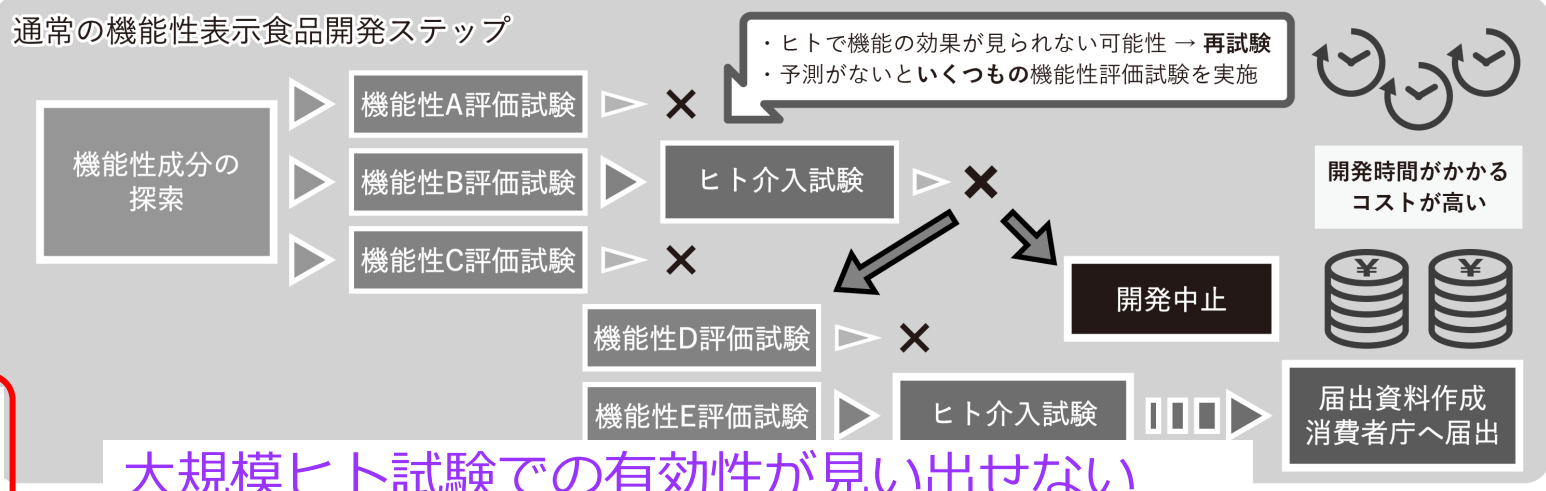 通常の機能性表示食品開発ステップ
・ヒトで機能の効果が見られない可能性 → 再試験
・予測がないといくつもの機能性評価試験を実施
機能性成分の
探索
機能性A評価試験
機能性B評価試験
機能性C評価試験
ヒト介入試験
開発時間がかかる
コストが高い
¥
¥
開発中止
機能性D評価試験
機能性E評価試験
ヒト介入試験
届出資料作成
消費者庁へ届出
大規模ヒト試験での有効性が見い出せない